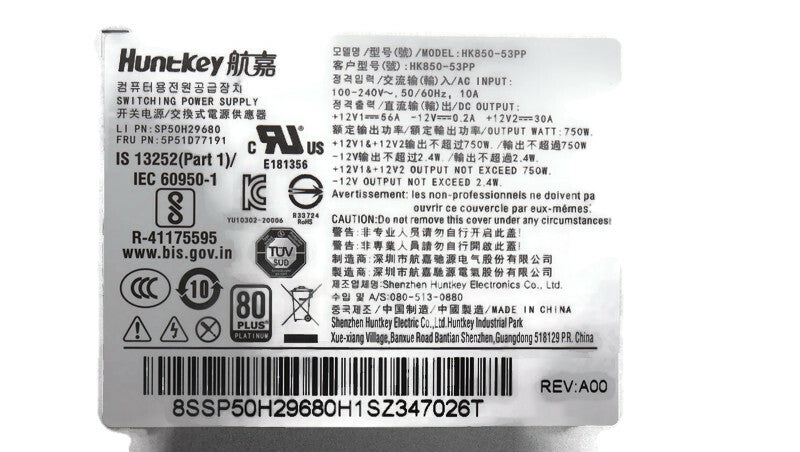 Huntkey 航嘉
컴퓨터용전원공급장치
SWITCHING POWER SUPPLY
开关电源/交換式電源供應器
LI PN:SP50H29680
FRU PN:5P51D77191
IS 13252(Part 1)/
IEC 60950-1
R-41175595
www.bis.gov.in
C US
E181356
YU10302-20006
R33724
RoHS
TÜV
SUD
CCC
10
80
PLUS
PLATINUM
모델명/型号(號)/MODEL:HK850-53PP
客户型号(號):HK850-53PP
정격입력/交流输(輸)入/AC INPUT:
100-240V~,50/60Hz, 10A
정격출력/直流输(輸)出/DC OUTPUT:
+12V1⎓56A -12V⎓0.2A +12V2⎓30A
额定输出功率/額定輸出功率/OUTPUT WATT:750W.
+12V1&+12V2输出不超过750W./輸出不超過750W
-12V输出不超过2.4W./輸出不超過2.4W.
+12V1&+12V2 OUTPUT NOT EXCEED 750W.
-12V OUTPUT NOT EXCEED 2.4W.
Avertissement: les non-professionnels ne doivent pa
ouvrir ce couvercle par eux-mêmes.
CAUTION:Do not remove this cover under any circumstances
警告:非专业人员请勿自行开启此盖!
警告:非專業人員請勿自行開啟此蓋!
制造商:深圳市航嘉驰源电气股份有限公司
製造商:深圳市航嘉馳源電氣股份有限公司
제조업체명:Shenzhen Huntkey Electronics Co.,Ltd.
수입 및 A/S:080-513-0880
중국제조/中国制造/中國製造/MADE IN CHINA
Shenzhen Huntkey Electric Co.,Ltd.Huntkey Industrial Park
Xue-xiang Village,Banxue Road Bantian Shenzhen,Guangdong 518129 P.R. China
8SSP50H29680H1SZ347026T
REV:A00